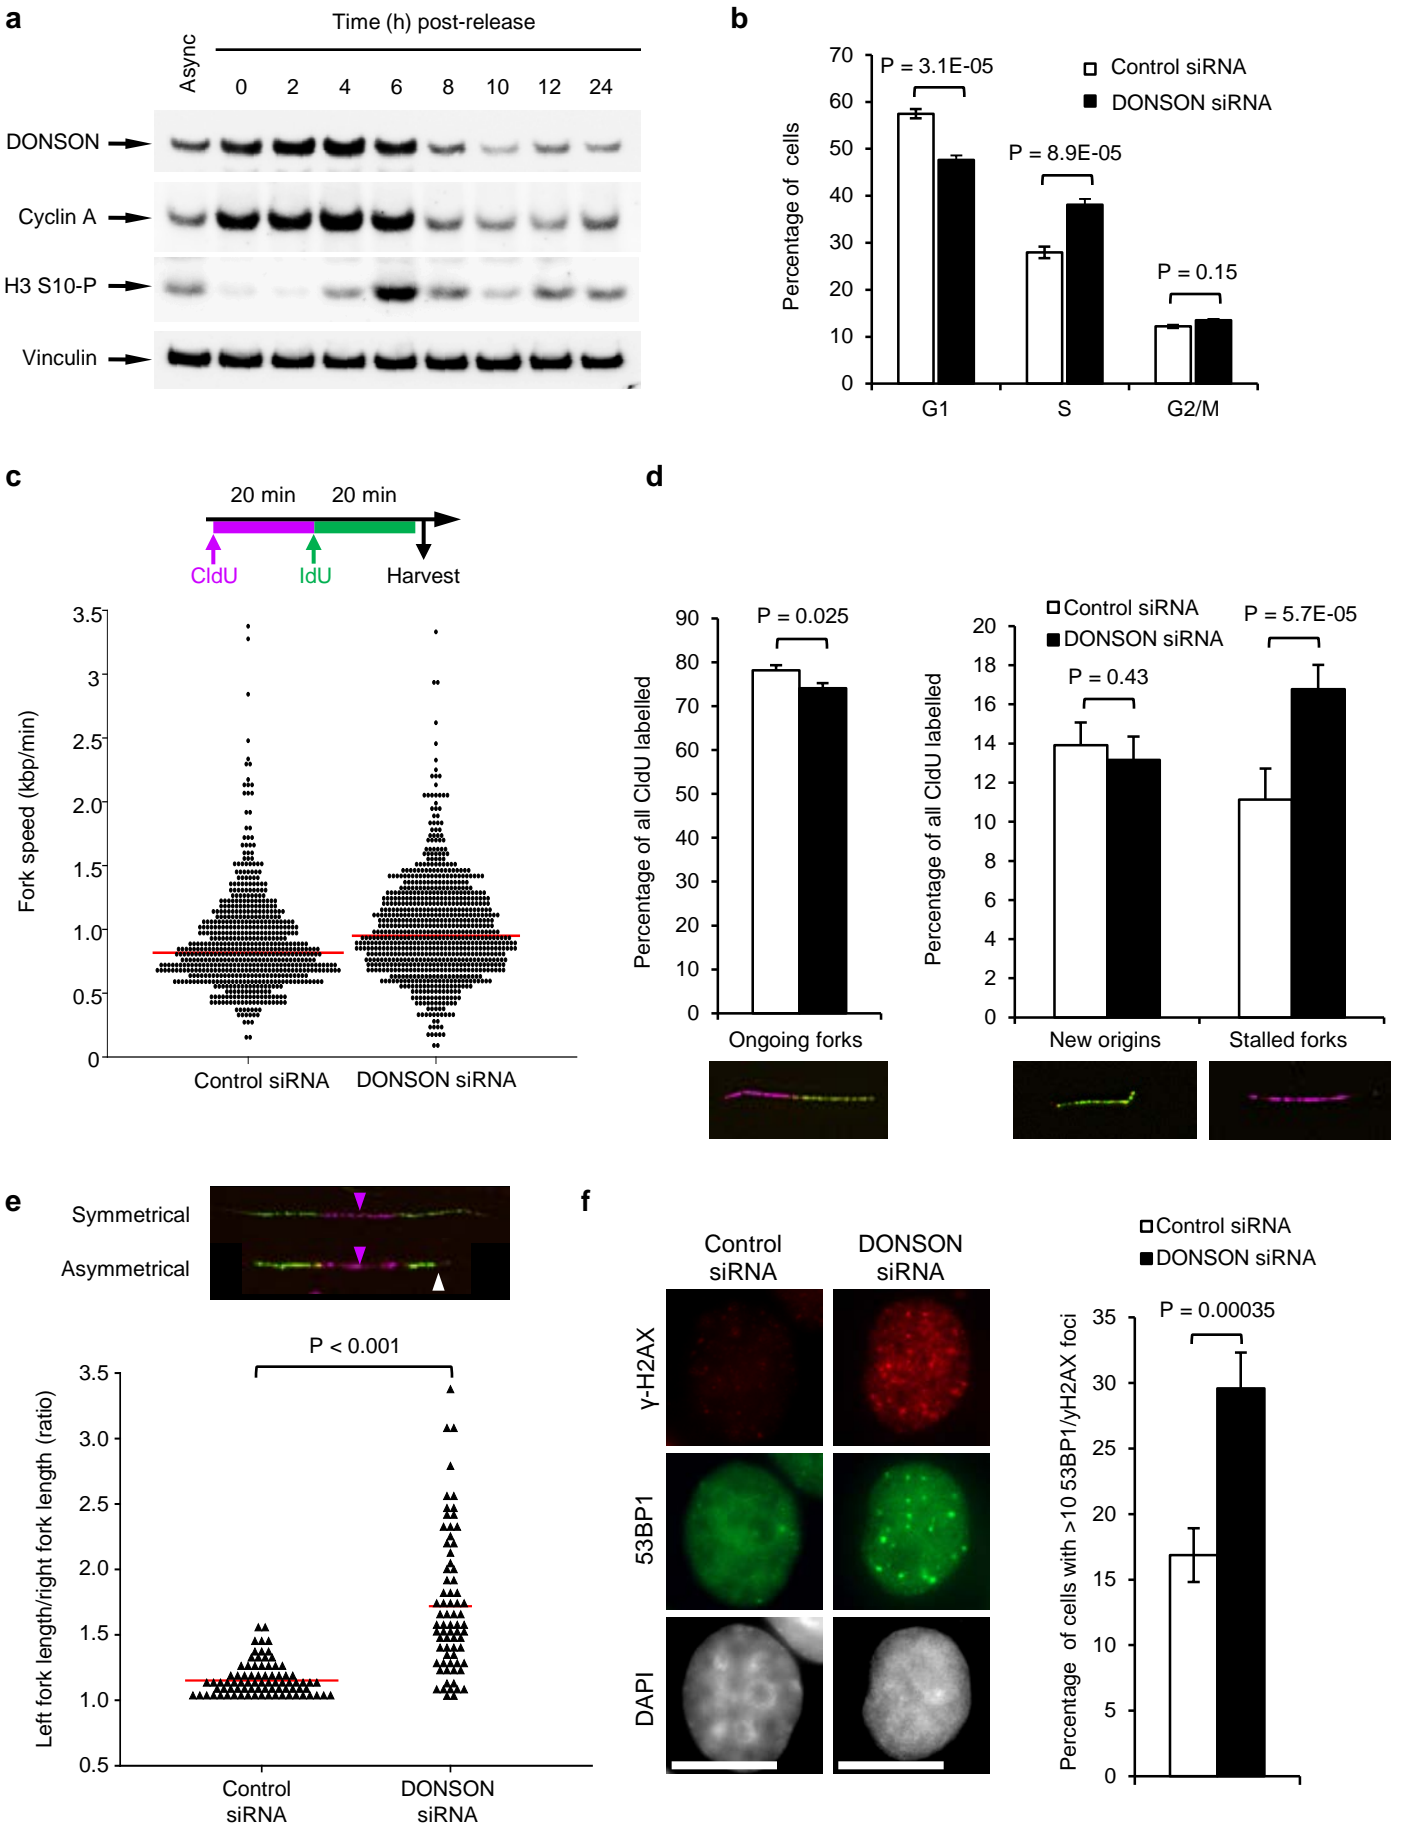 a
Time (h) post-release
Async
0 2 4 6 8 10 12 24
DONSON
Cyclin A
H3 S10-P
Vinculin
b
Control siRNA
DONSON siRNA
P = 3.1E-05
P = 8.9E-05
P = 0.15
Percentage of cells
70
60
50
40
30
20
10
0
G1 S G2/M
c
20 min 20 min
CldU IdU Harvest
Fork speed (kbp/min)
3.5
3
2.5
2.0
1.5
1.0
0.5
0
Control siRNA DONSON siRNA
d
Percentage of all CldU labelled
90
80
70
60
50
40
30
20
10
0
P = 0.025
Ongoing forks
Control siRNA
DONSON siRNA
P = 0.43
P = 5.7E-05
Percentage of all CldU labelled
20
18
16
14
12
10
8
6
4
2
0
New origins Stalled forks
e
Symmetrical
Asymmetrical
P < 0.001
Left fork length/right fork length (ratio)
3.5
3.0
2.5
2.0
1.5
1.0
0.5
Control
siRNA
DONSON
siRNA
f
Control
siRNA
DONSON
siRNA
γ-H2AX
53BP1
DAPI
Control siRNA
DONSON siRNA
P = 0.00035
Percentage of cells with >10 53BP1/yH2AX foci
35
30
25
20
15
10
5
0